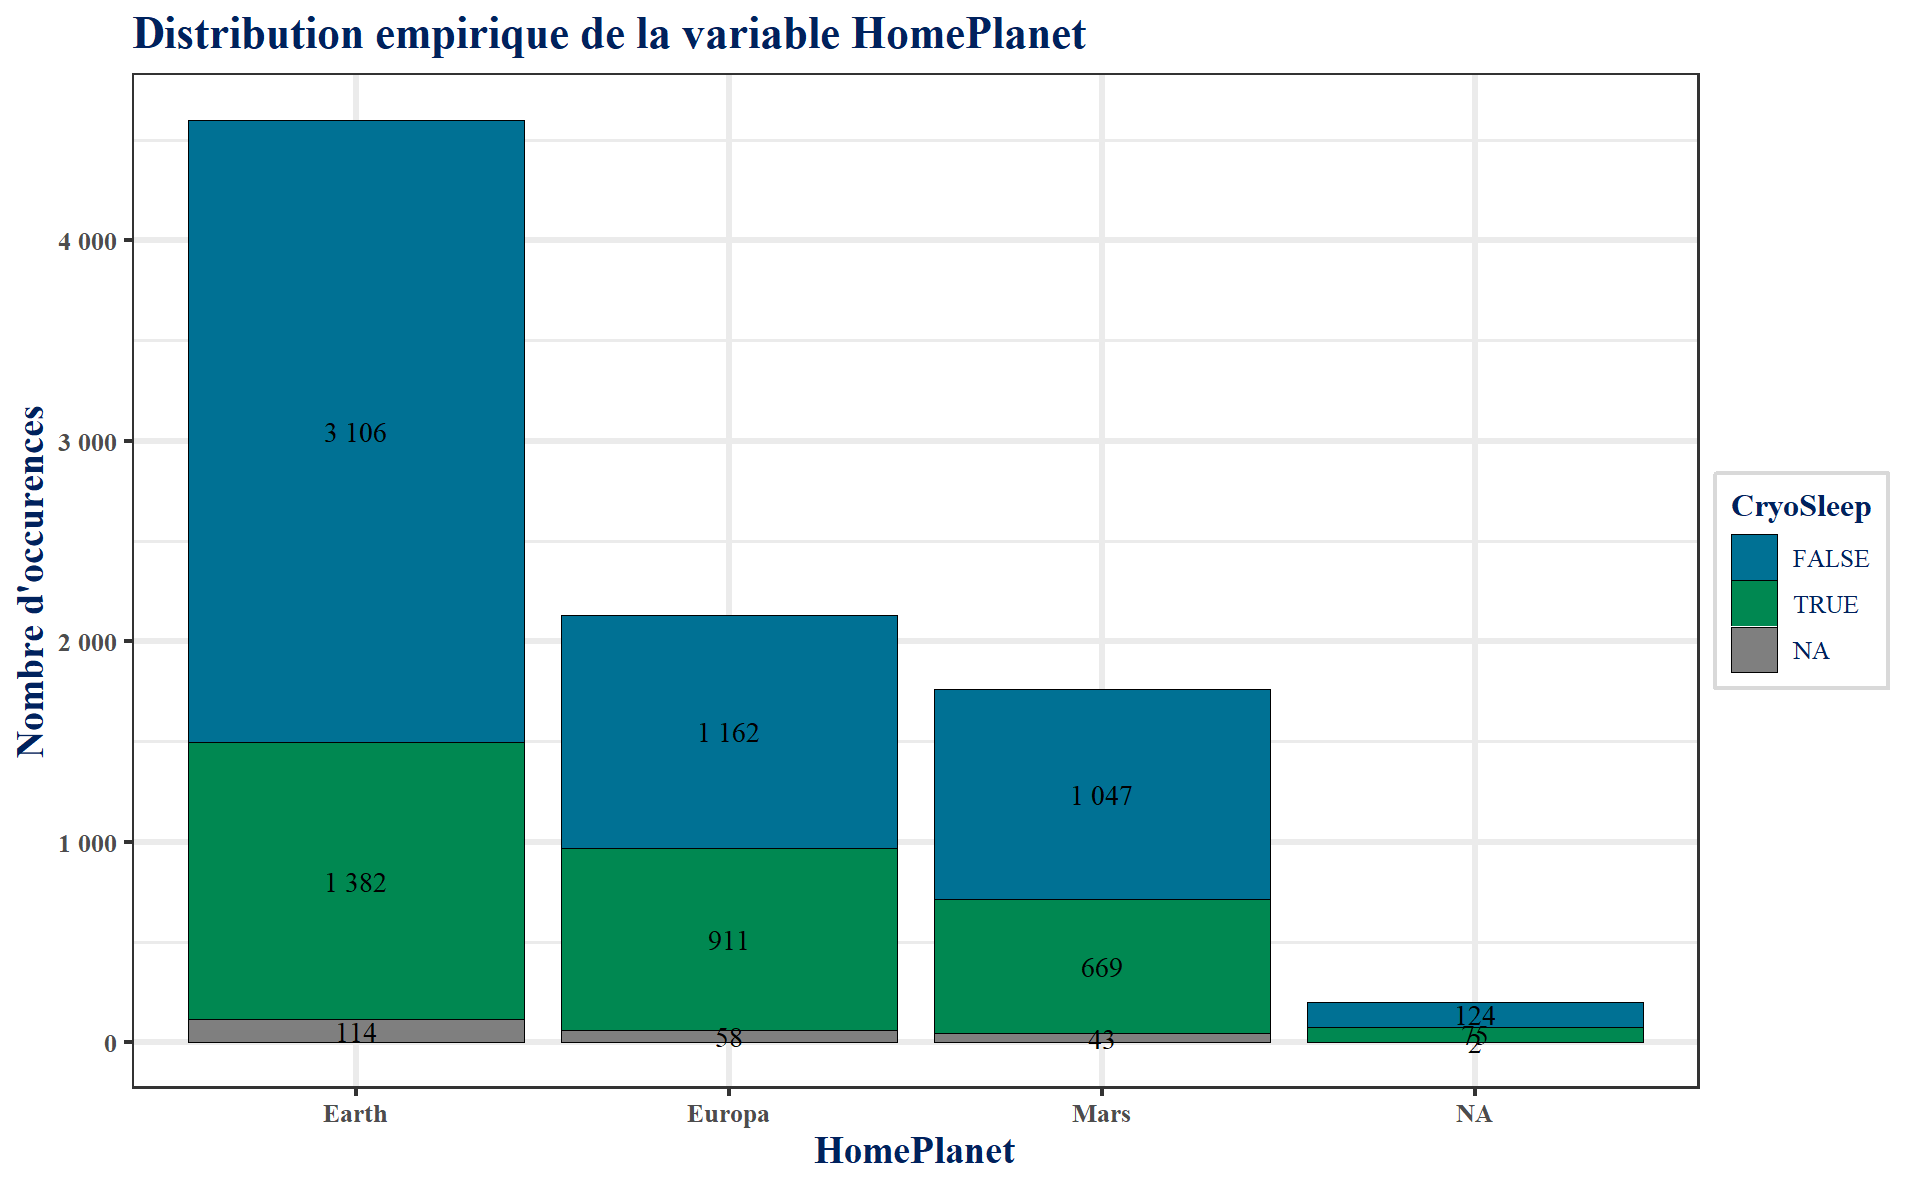 Distribution empirique de la variable HomePlanet
Nombre d'occurences
4 000
3 000
2 000
1 000
0
3 106
1 382
114
1 162
911
58
1 047
669
43
124
75
2
Earth
Europa
Mars
NA
HomePlanet
CryoSleep
FALSE
TRUE
NA